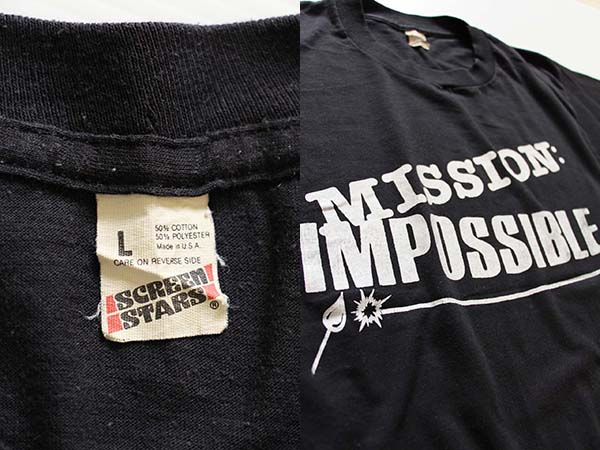 L
50% COTTON
50% POLYESTER
Made in U.S.A.
CARE ON REVERSE SIDE
SCREEN
STARS
®
MISSION:
IMPOSSIBLE